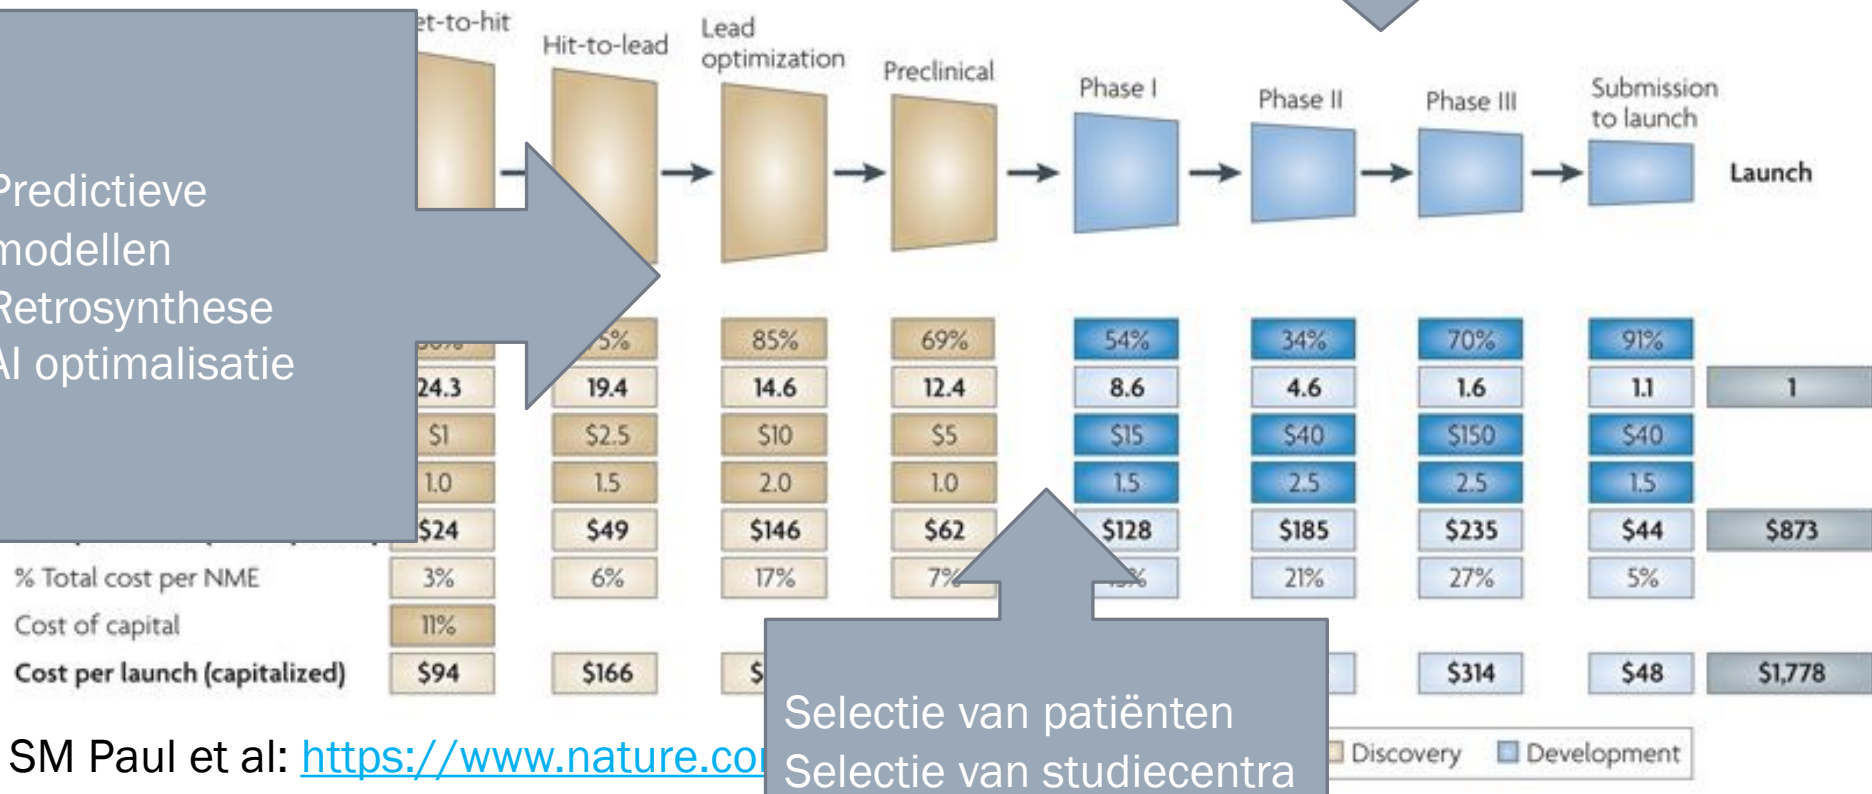 et-to-hit
Hit-to-lead
Lead
optimization
Preclinical
Phase I
Phase II
Phase III
Submission
to launch
Launch
Predictieve
modellen
Retrosynthese
AI optimalisatie
5% 85% 69% 54% 34% 70% 91%
24.3 19.4 14.6 12.4 8.6 4.6 1.6 1.1 1
$1 $2.5 $10 $5 $15 $40 $150 $40
1.0 1.5 2.0 1.0 1.5 2.5 2.5 1.5
$24 $49 $146 $62 $128 $185 $235 $44 $873
% Total cost per NME 3% 6% 17% 7% 21% 27% 5%
Cost of capital 11%
Cost per launch (capitalized) $94 $166 $ $314 $48 $1,778
Selectie van patiënten
Selectie van studiecentra
SM Paul et al: https://www.nature.co
Discovery Development